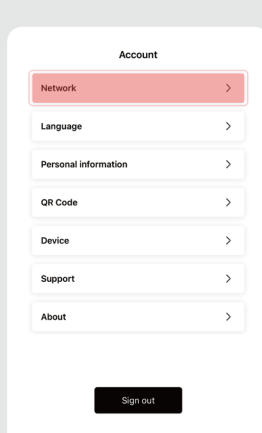 Account
Network
Language
Personal information
QR Code
Device
Support
About
Sign out